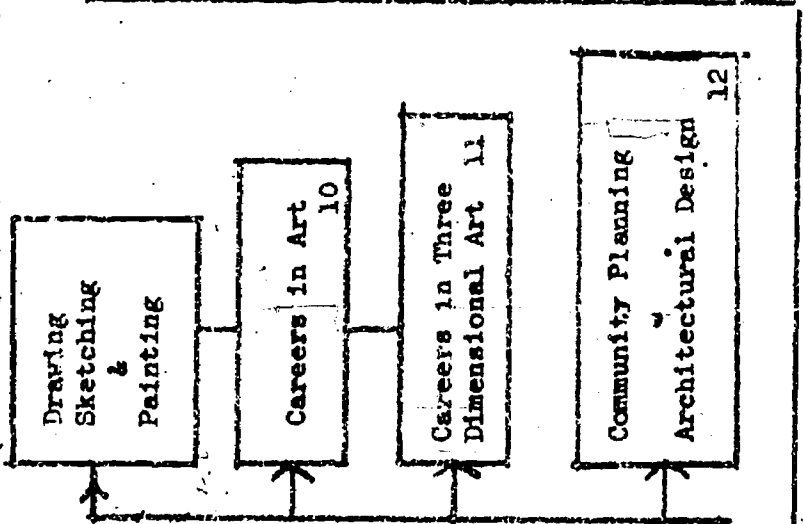 Drawing
Sketching
&
Painting
Careers in Art
10
Careers in Three
Dimensional Art 11
Community Planning
Architectural Design
12